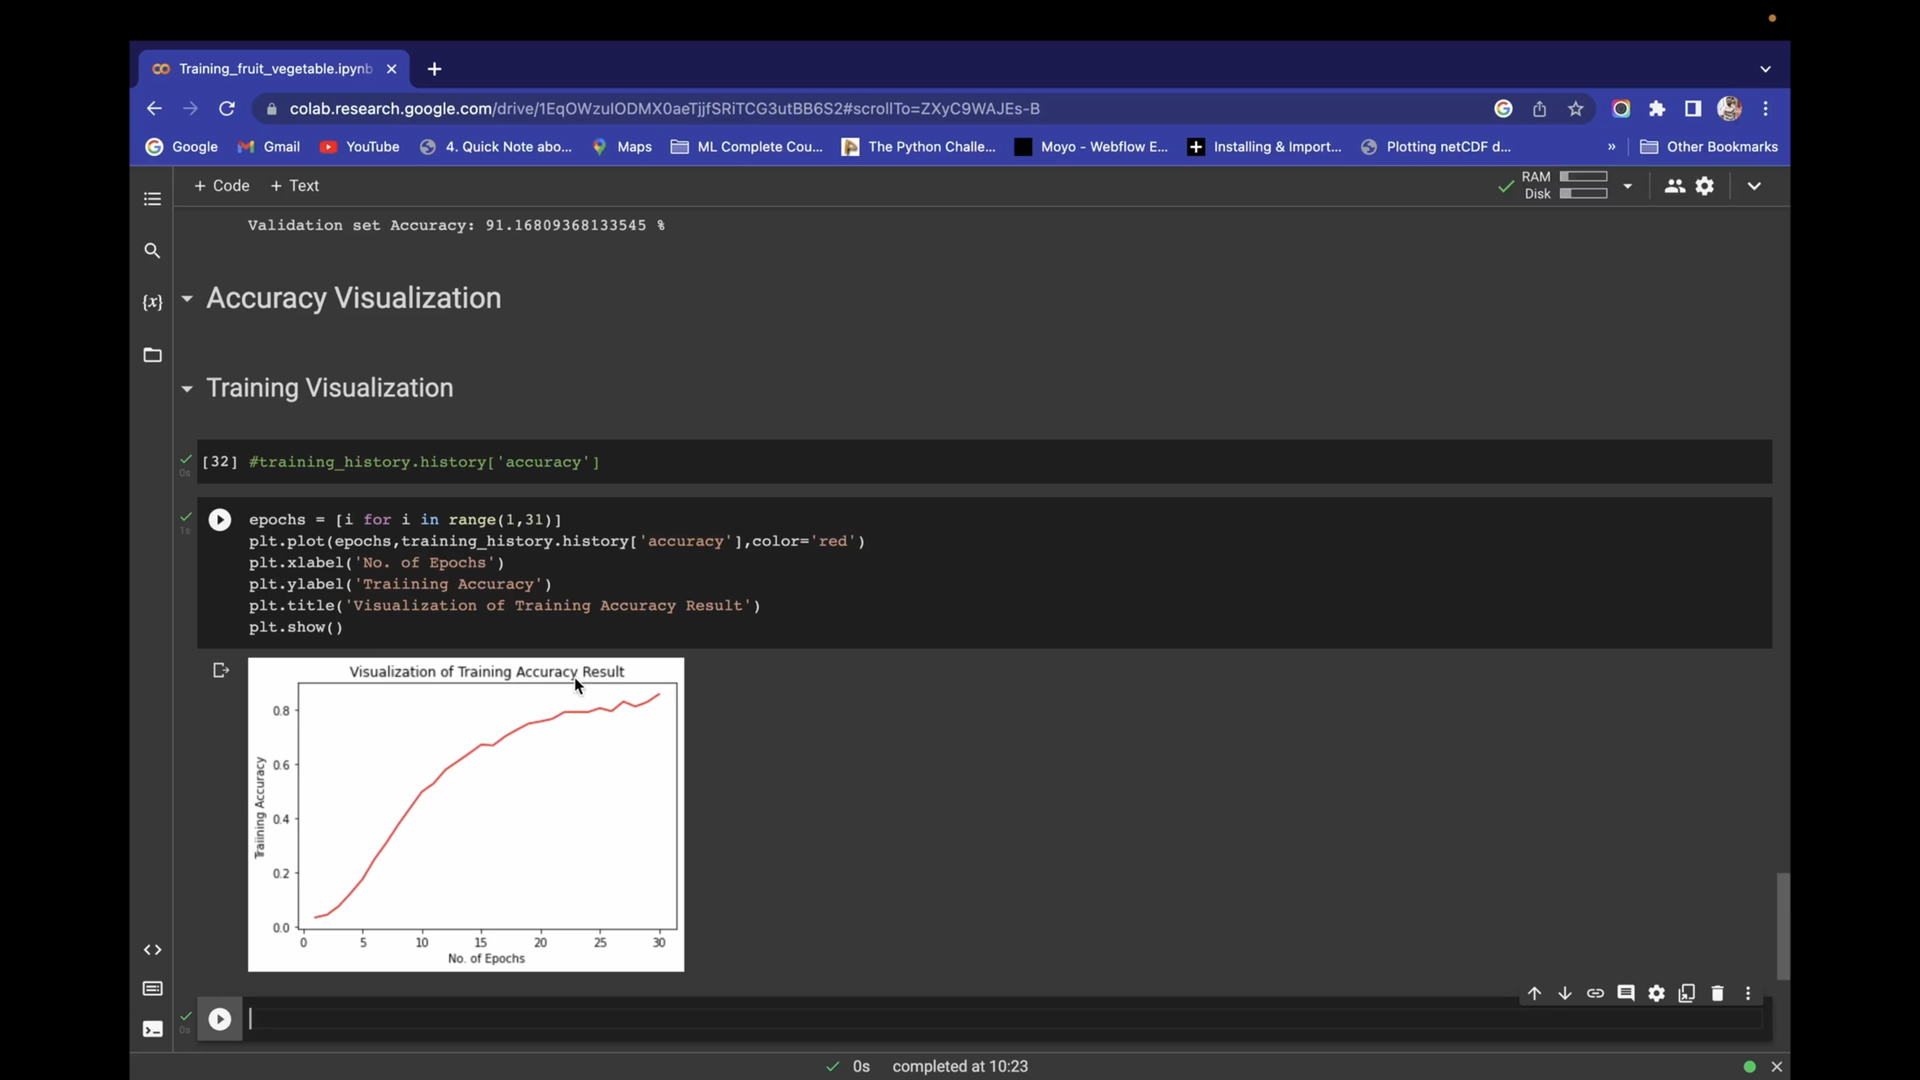 Training_fruit_vegetable.ipynb
colab.research.google.com/drive/1EqOWzuIODMX0aeTjjfSRiTCG3utBB6S2#scrollTo=ZXyC9WAJEs-B
Google Gmail YouTube 4. Quick Note abo... Maps ML Complete Cou... The Python Challe... Moyo - Webflow E... Installing & Import... Plotting netCDF d... » Other Bookmarks
+ Code + Text
RAM
Disk
Validation set Accuracy: 91.16809368133545 %
Accuracy Visualization
{x}
Training Visualization
[32] #training_history.history['accuracy']
0s
epochs = [i for i in range(1,31)]
1s
plt.plot(epochs,training_history.history['accuracy'],color='red')
plt.xlabel('No. of Epochs')
plt.ylabel('Traiining Accuracy')
plt.title('Visualization of Training Accuracy Result')
plt.show()
Visualization of Training Accuracy Result
0.8
0.6
0.4
0.2
0.0
Traiining Accuracy
0 5 10 15 20 25 30
No. of Epochs
0s
0s completed at 10:23